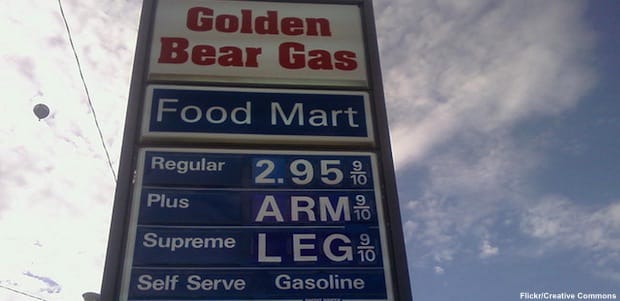 Golden
Bear Gas
Food Mart
Regular 2.95 9/10
Plus ARM 9/10
Supreme LEG 9/10
Self Serve Gasoline
Flickr/Creative Commons